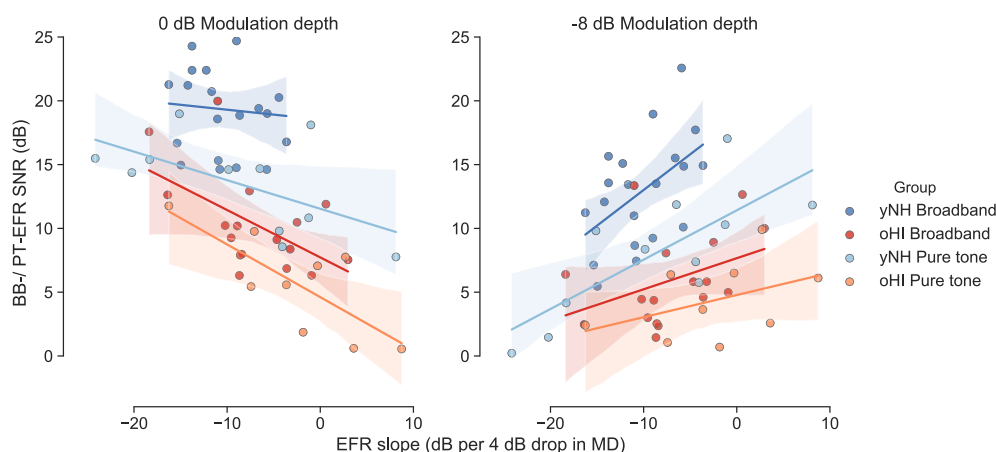 0 dB Modulation depth
-8 dB Modulation depth
BB-/ PT-EFR SNR (dB)
25
20
15
10
5
0
25
20
15
10
5
0
−20
−10
0
10
−20
−10
0
10
EFR slope (dB per 4 dB drop in MD)
Group
yNH Broadband
oHI Broadband
yNH Pure tone
oHI Pure tone